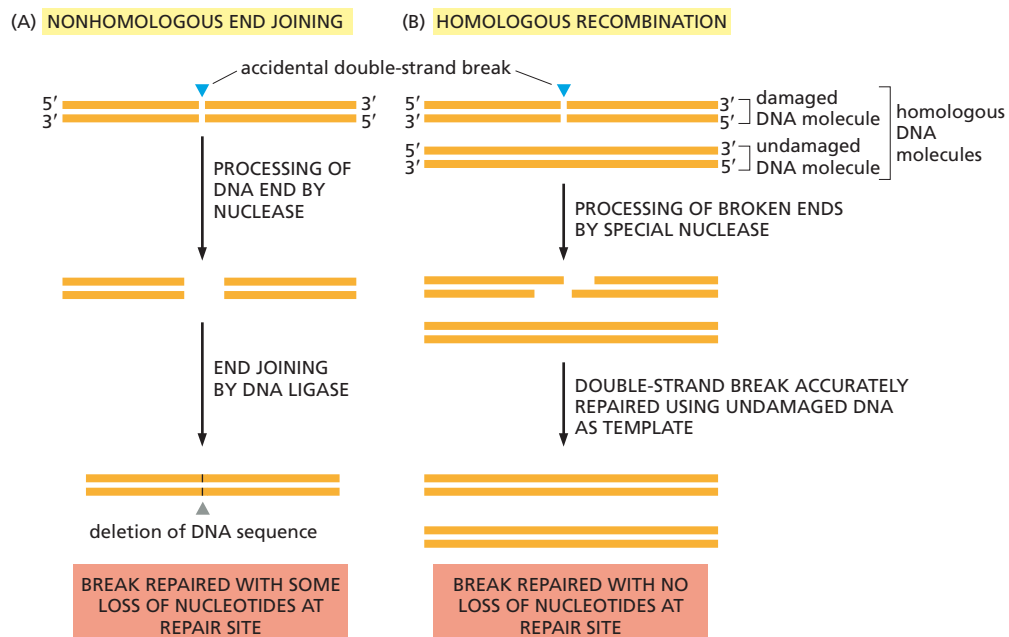 (A) NONHOMOLOGOUS END JOINING
accidental double-strand break
5′ 3′
3′ 5′
PROCESSING OF
DNA END BY
NUCLEASE
END JOINING
BY DNA LIGASE
deletion of DNA sequence
BREAK REPAIRED WITH SOME
LOSS OF NUCLEOTIDES AT
REPAIR SITE
(B) HOMOLOGOUS RECOMBINATION
5′ 3′
3′ 5′
damaged
DNA molecule
5′ 3′
3′ 5′
undamaged
DNA molecule
homologous
DNA
molecules
PROCESSING OF BROKEN ENDS
BY SPECIAL NUCLEASE
DOUBLE-STRAND BREAK ACCURATELY
REPAIRED USING UNDAMAGED DNA
AS TEMPLATE
BREAK REPAIRED WITH NO
LOSS OF NUCLEOTIDES AT
REPAIR SITE